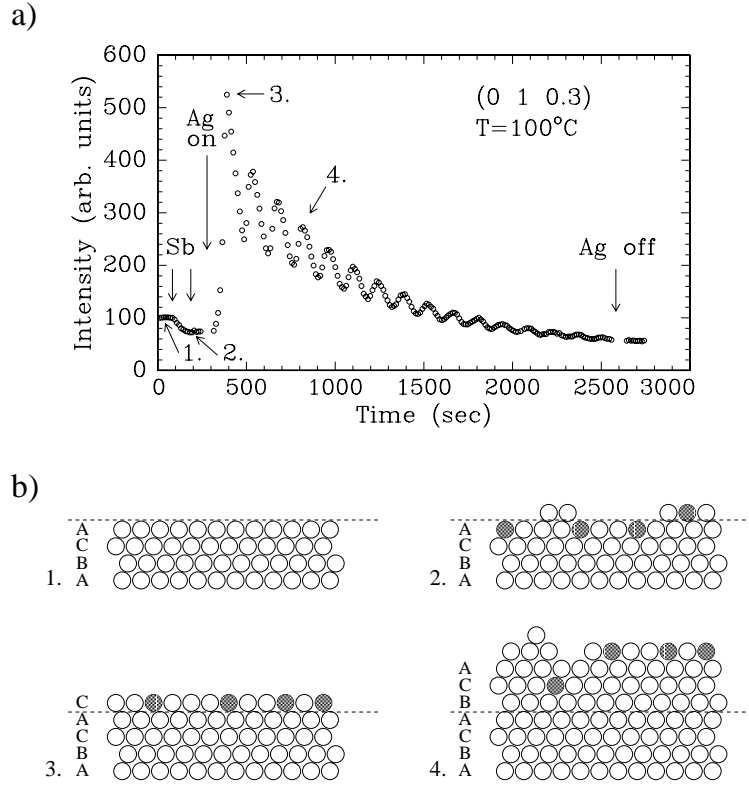 a)
600
500
400
300
200
100
0
Intensity (arb. units)
0 500 1000 1500 2000 2500 3000
Time (sec)
(0 1 0.3)
T=100°C
Ag
on
Sb
1.
2.
3.
4.
Ag off
b)
A
C
B
1. A
A
C
B
2. A
C
A
C
B
3. A
A
C
B
A
C
B
4. A